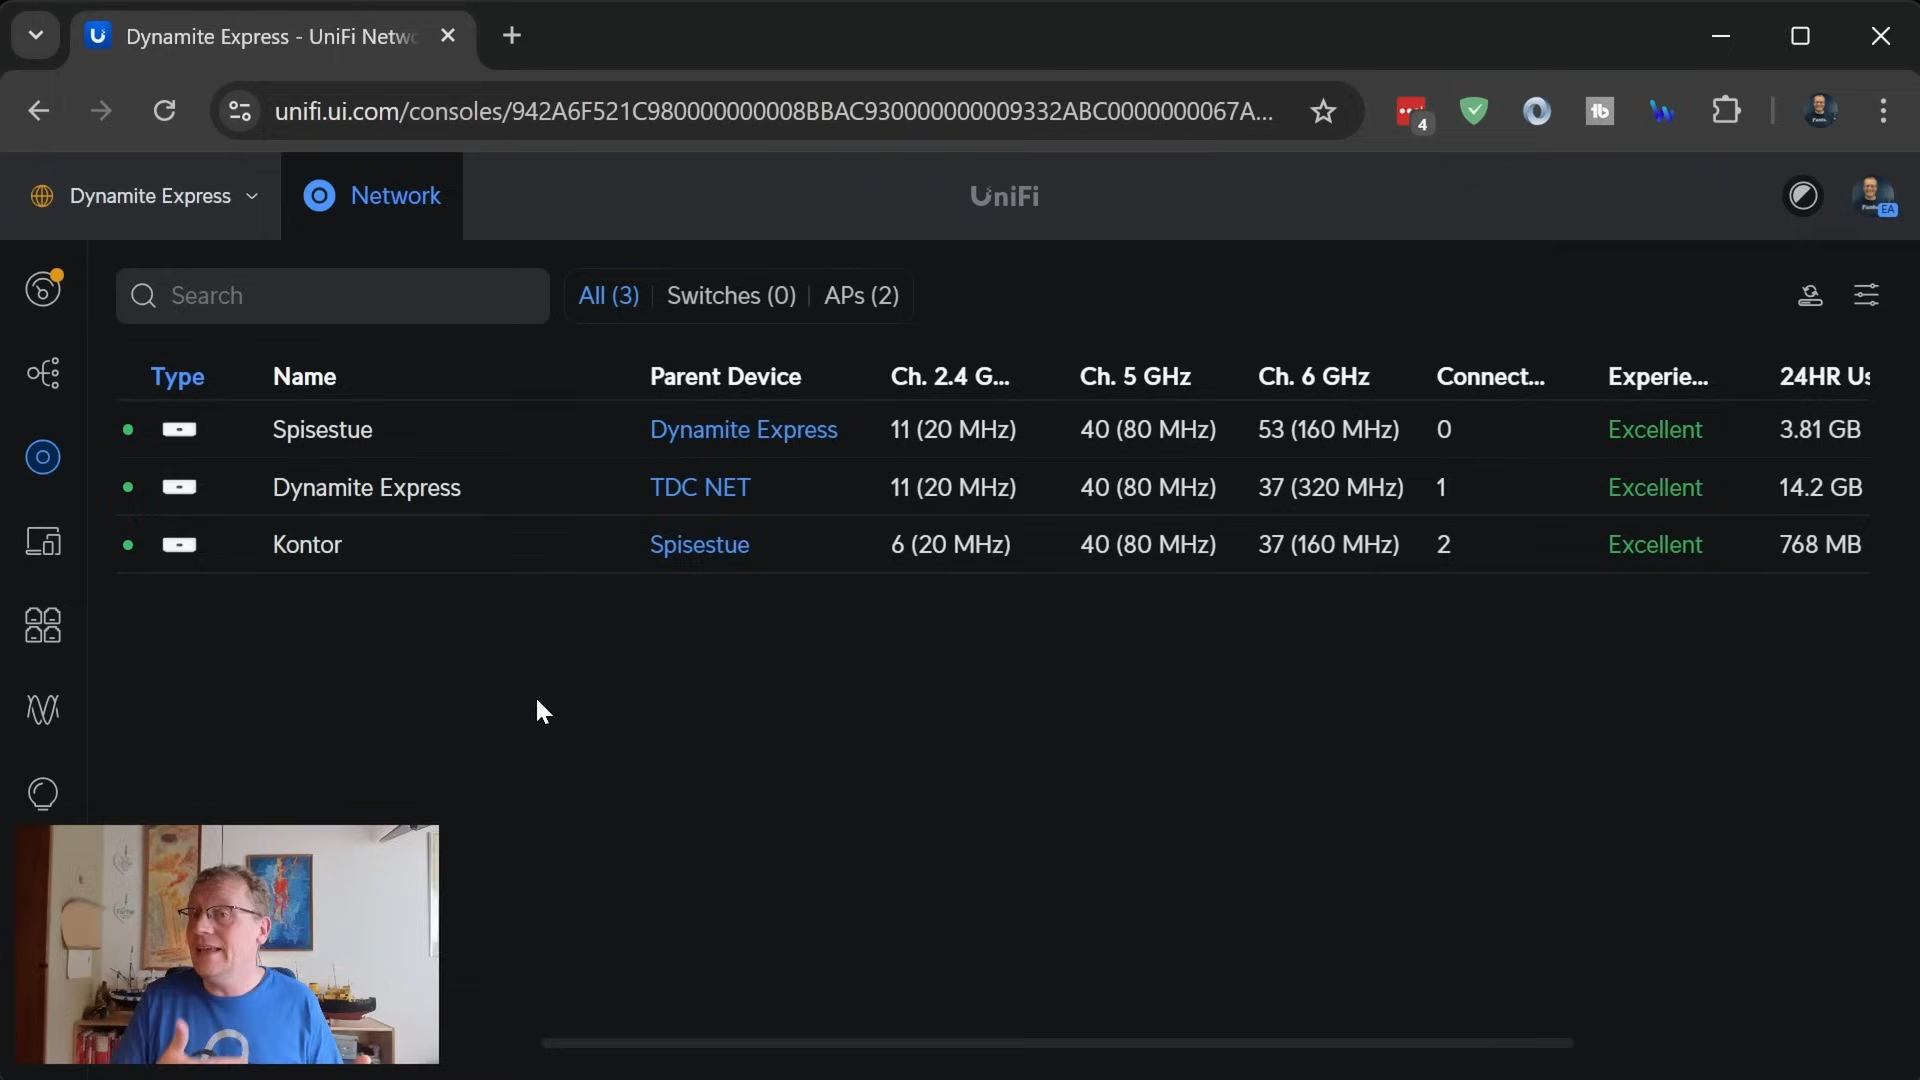 Dynamite Express - UniFi Netwo
unifi.ui.com/consoles/942A6F521C980000000008BBAC930000000009332ABC0000000067A...
4
Dynamite Express
Network
UniFi
EA
Search
All (3)
Switches (0)
APs (2)
Type Name Parent Device Ch. 2.4 G... Ch. 5 GHz Ch. 6 GHz Connect... Experie... 24HR Us
Spisestue Dynamite Express 11 (20 MHz) 40 (80 MHz) 53 (160 MHz) 0 Excellent 3.81 GB
Dynamite Express TDC NET 11 (20 MHz) 40 (80 MHz) 37 (320 MHz) 1 Excellent 14.2 GB
Kontor Spisestue 6 (20 MHz) 40 (80 MHz) 37 (160 MHz) 2 Excellent 768 MB